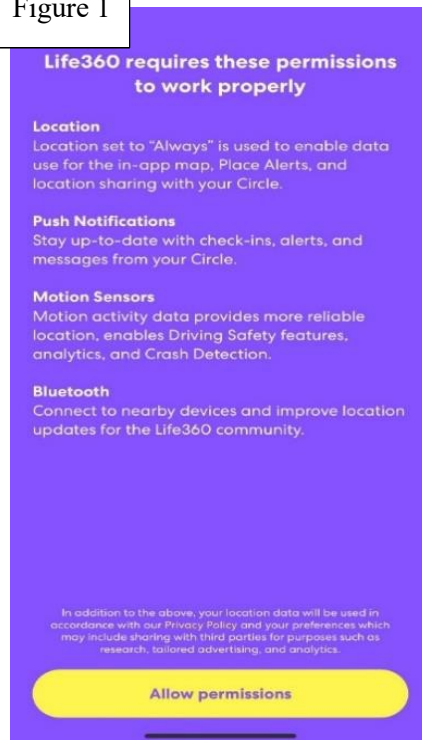 Figure 1
Life360 requires these permissions
to work properly
Location
Location set to “Always” is used to enable data
use for the in-app map, Place Alerts, and
location sharing with your Circle.
Push Notifications
Stay up-to-date with check-ins, alerts, and
messages from your Circle.
Motion Sensors
Motion activity data provides more reliable
location, enables Driving Safety features,
analytics, and Crash Detection.
Bluetooth
Connect to nearby devices and improve location
updates for the Life360 community.
In addition to the above, your location data will be used in
accordance with our Privacy Policy and your preferences which
may include sharing with third parties for purposes such as
research, tailored advertising, and analytics.
Allow permissions